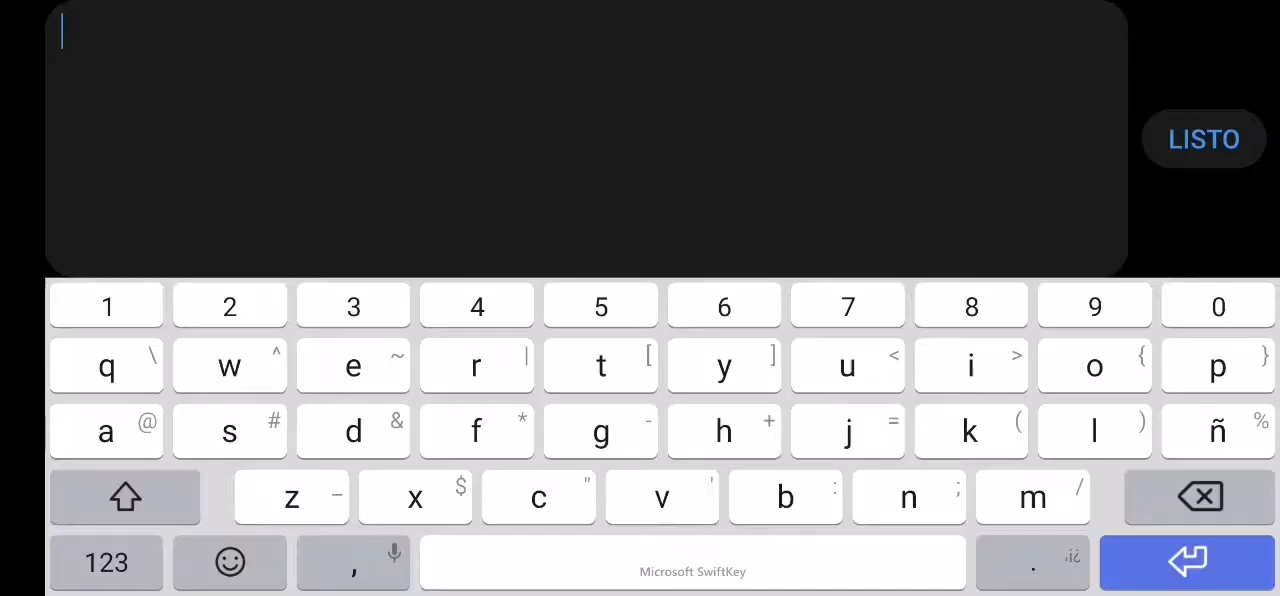 LISTO
1 2 3 4 5 6 7 8 9 0
q \ w ^ e ~ r | t [ y ] u < i > o { p }
a @ s # d & f * g - h + j = k ( l ) ñ %
z _ x $ c " v ' b : n ; m /
123 , Microsoft SwiftKey . ,¡¿